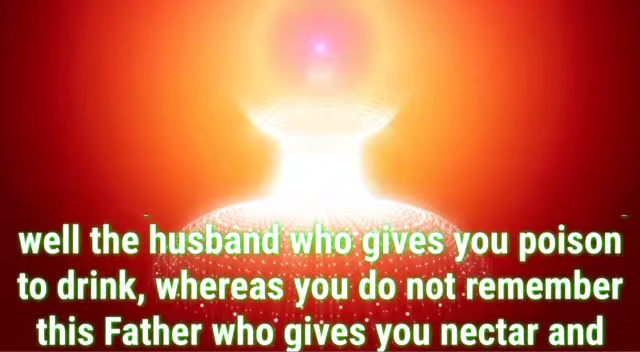 well the husband who gives you poison
to drink, whereas you do not remember
this Father who gives you nectar and